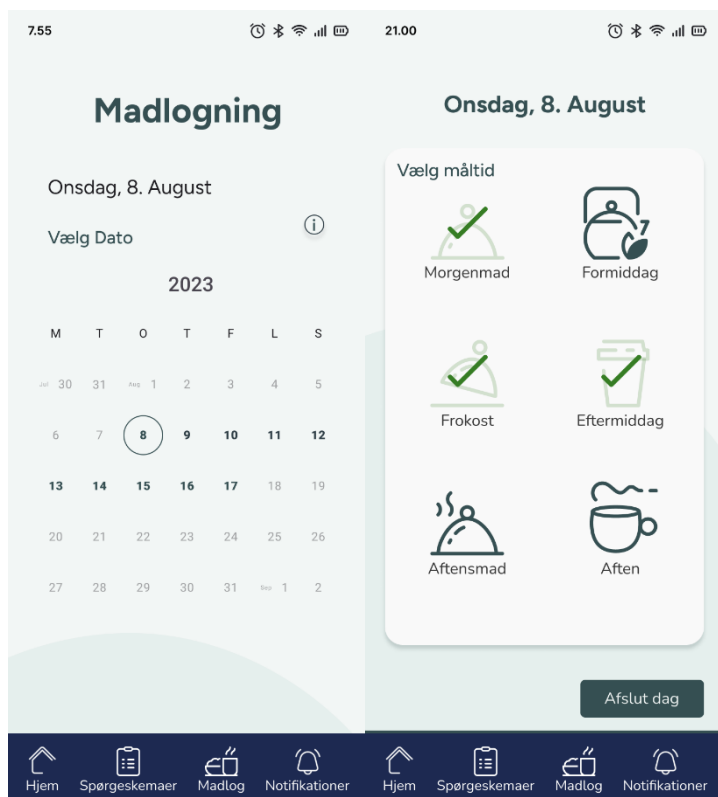 7.55
Madlogning
Onsdag, 8. August
Vælg Dato
2023
M T O T F L S
Jul 30 31 Aug 1 2 3 4 5
6 7 8 9 10 11 12
13 14 15 16 17 18 19
20 21 22 23 24 25 26
27 28 29 30 31 Sep 1 2
Hjem Spørgeskemaer Madlog Notifikationer
21.00
Onsdag, 8. August
Vælg måltid
Morgenmad Formiddag
Frokost Eftermiddag
Aftensmad Aften
Afslut dag
Hjem Spørgeskemaer Madlog Notifikationer